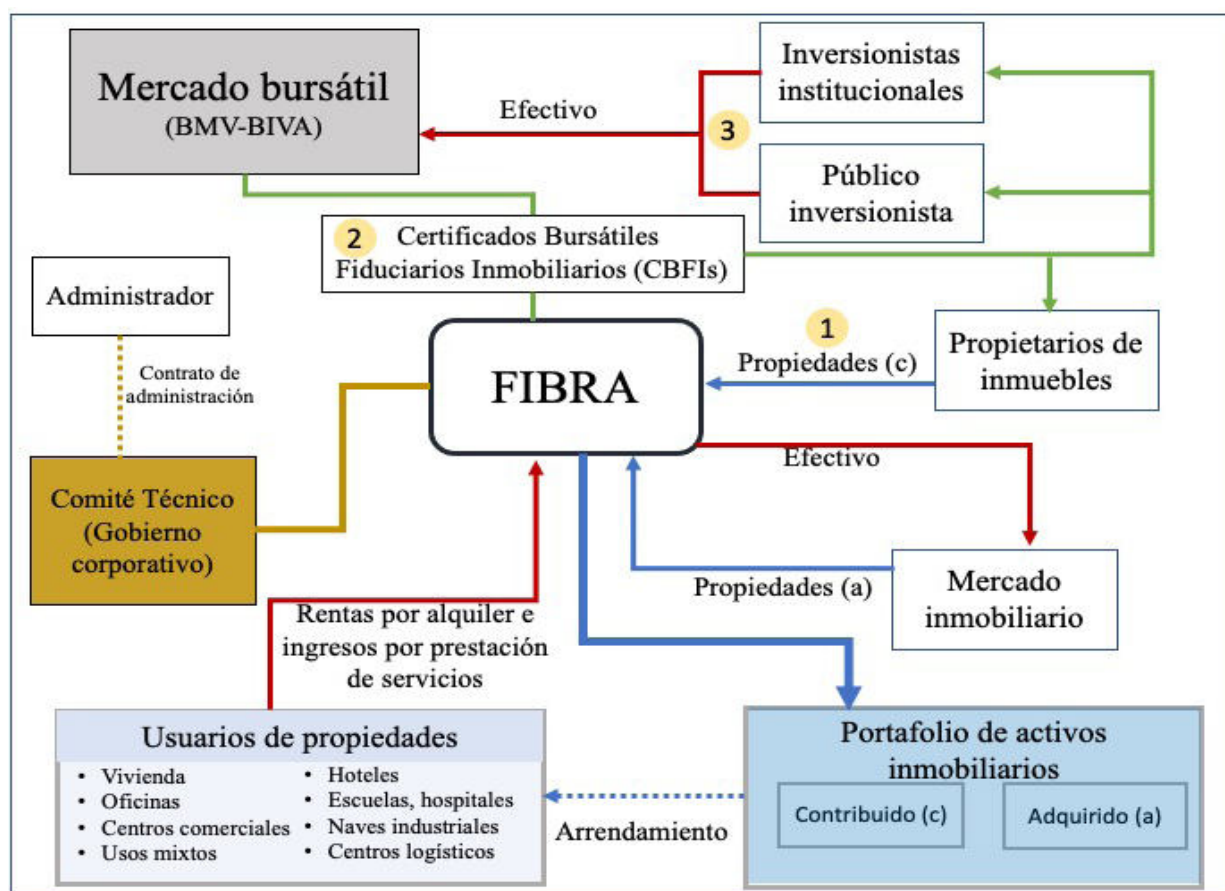 Mercado bursátil
(BMV-BIVA)
Efectivo
3
Inversionistas
institucionales
Público
inversionista
2
Certificados Bursátiles
Fiduciarios Inmobiliarios (CBFIs)
Administrador
Contrato de
administración
1
Propiedades (c)
Propietarios de
inmuebles
FIBRA
Efectivo
Comité Técnico
(Gobierno
corporativo)
Propiedades (a)
Mercado
inmobiliario
Rentas por alquiler e
ingresos por prestación
de servicios
Usuarios de propiedades
• Vivienda
• Oficinas
• Centros comerciales
• Usos mixtos
• Hoteles
• Escuelas, hospitales
• Naves industriales
• Centros logísticos
Arrendamiento
Portafolio de activos
inmobiliarios
Contribuido (c)
Adquirido (a)